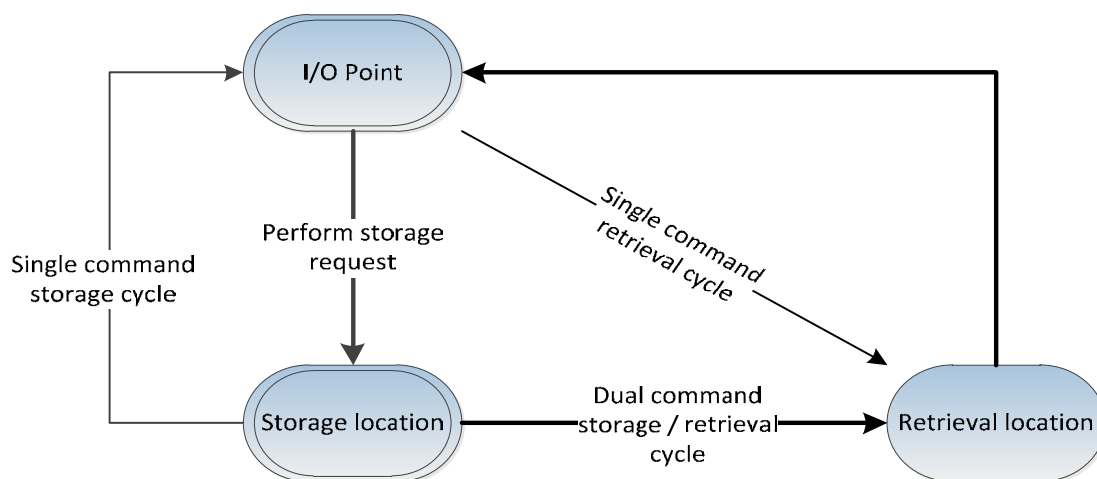 I/O Point
Perform storage
request
Single command
storage cycle
Single command
retrieval cycle
Storage location
Dual command
storage / retrieval
cycle
Retrieval location